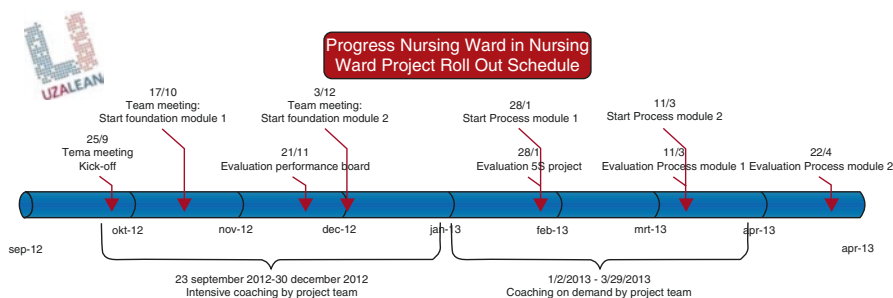 UZALEAN
Progress Nursing Ward in Nursing
Ward Project Roll Out Schedule
25/9
Tema meeting
Kick-off
17/10
Team meeting:
Start foundation module 1
21/11
Evaluation performance board
3/12
Team meeting:
Start foundation module 2
28/1
Start Process module 1
28/1
Evaluation 5S project
11/3
Start Process module 2
11/3
Evaluation Process module 1
22/4
Evaluation Process module 2
sep-12
okt-12
nov-12
dec-12
jan-13
feb-13
mrt-13
apr-13
apr-13
23 september 2012-30 december 2012
Intensive coaching by project team
1/2/2013 - 3/29/2013
Coaching on demand by project team